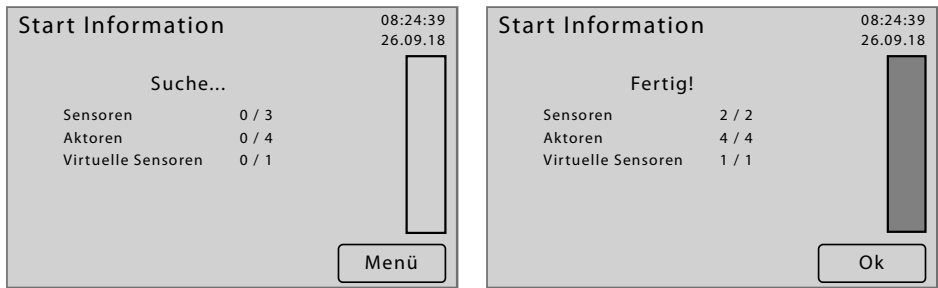 Start Information
08:24:39
26.09.18
Suche...
Sensoren 0 / 3
Aktoren 0 / 4
Virtuelle Sensoren 0 / 1
Menü
Start Information
08:24:39
26.09.18
Fertig!
Sensoren 2 / 2
Aktoren 4 / 4
Virtuelle Sensoren 1 / 1
Ok